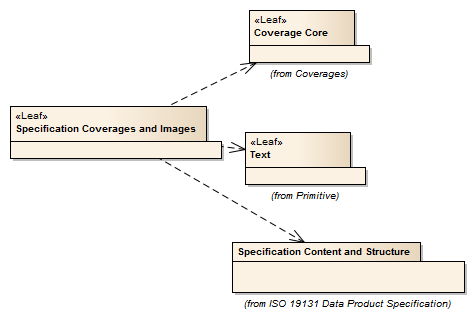 «Leaf»
Coverage Core
(from Coverages)
«Leaf»
Specification Coverages and Images
«Leaf»
Text
(from Primitive)
Specification Content and Structure
(from ISO 19131 Data Product Specification)